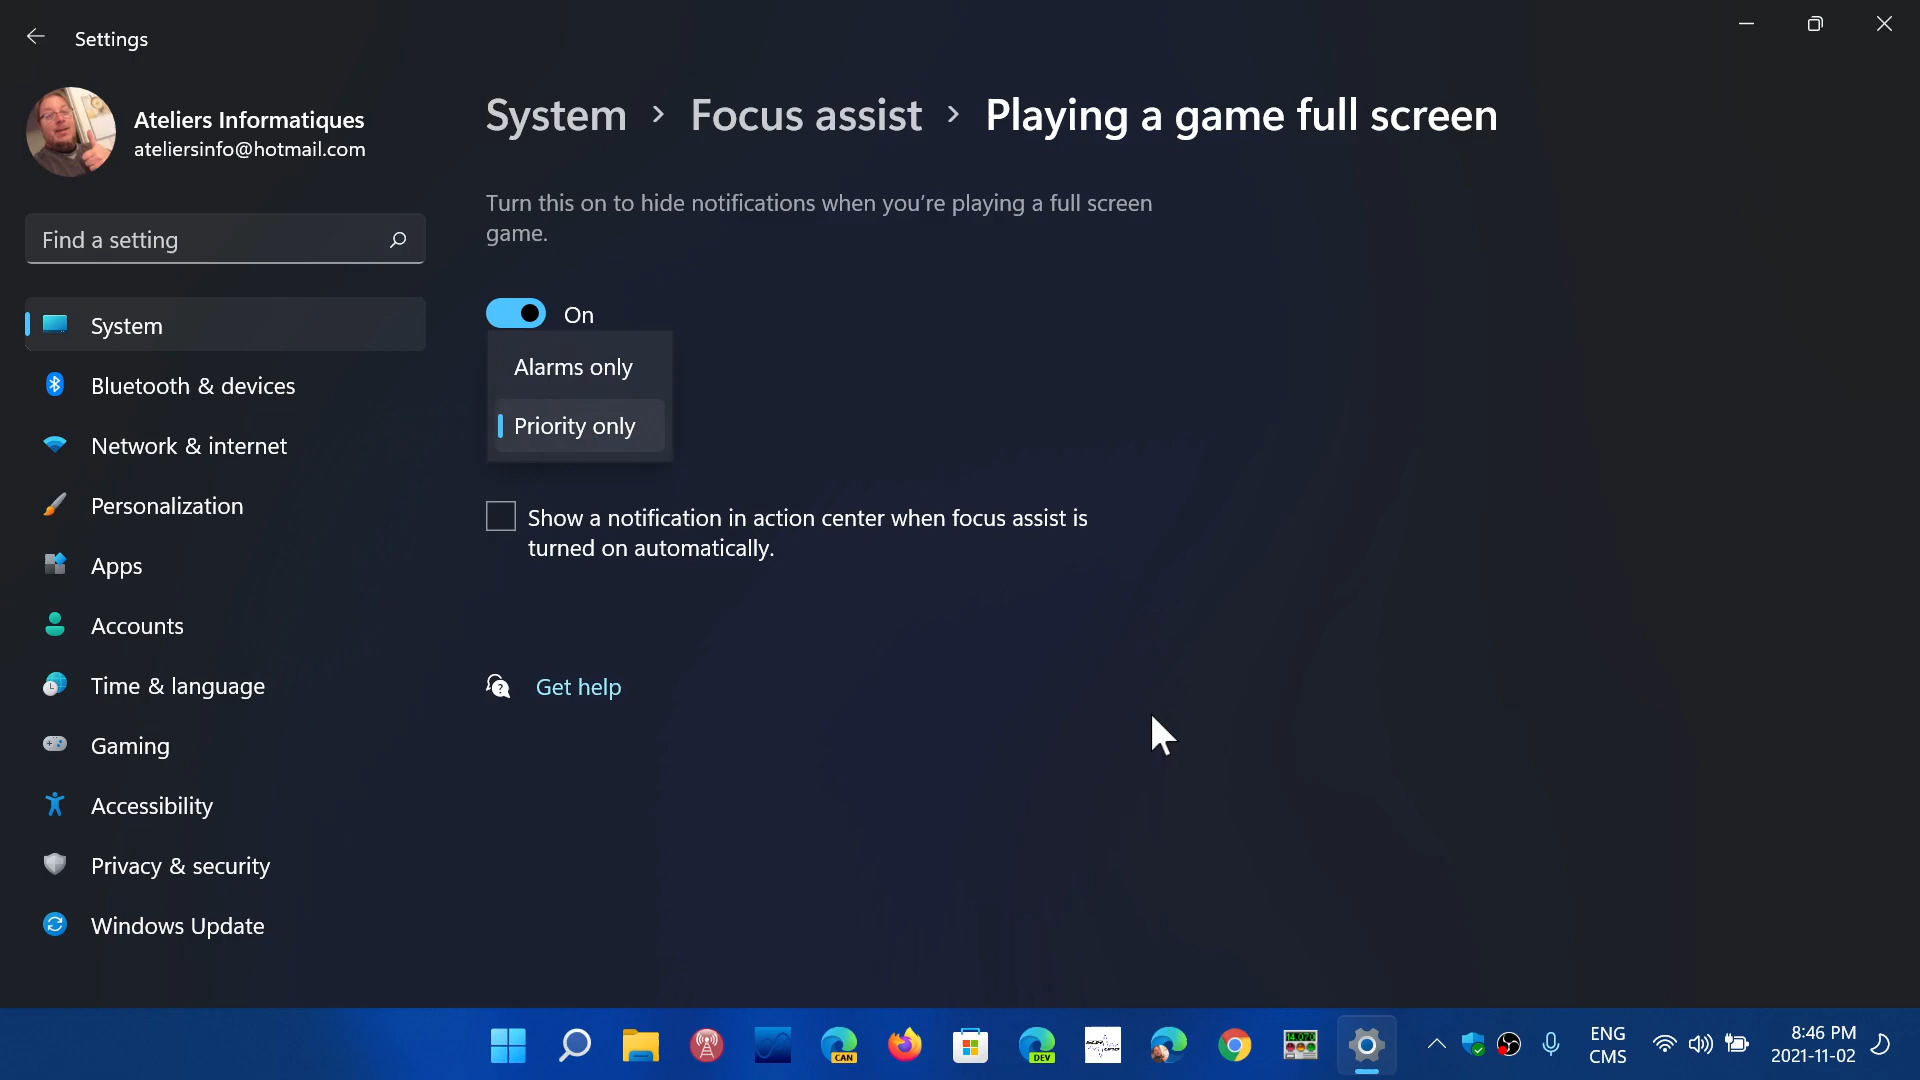 Settings
Ateliers Informatiques
ateliersinfo@hotmail.com
Find a setting
System
Bluetooth & devices
Network & internet
Personalization
Apps
Accounts
Time & language
Gaming
Accessibility
Privacy & security
Windows Update
System > Focus assist > Playing a game full screen
Turn this on to hide notifications when you're playing a full screen
game.
On
Alarms only
Priority only
Show a notification in action center when focus assist is
turned on automatically.
Get help
CAN
DEV
ENG
CMS
8:46 PM
2021-11-02